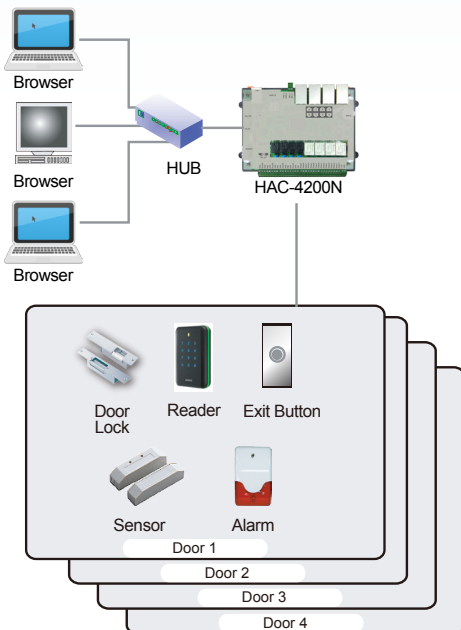 Browser
Browser
HUB
HAC-4200N
Browser
Door
Lock
Reader
Exit Button
Sensor
Alarm
Door 1
Door 2
Door 3
Door 4